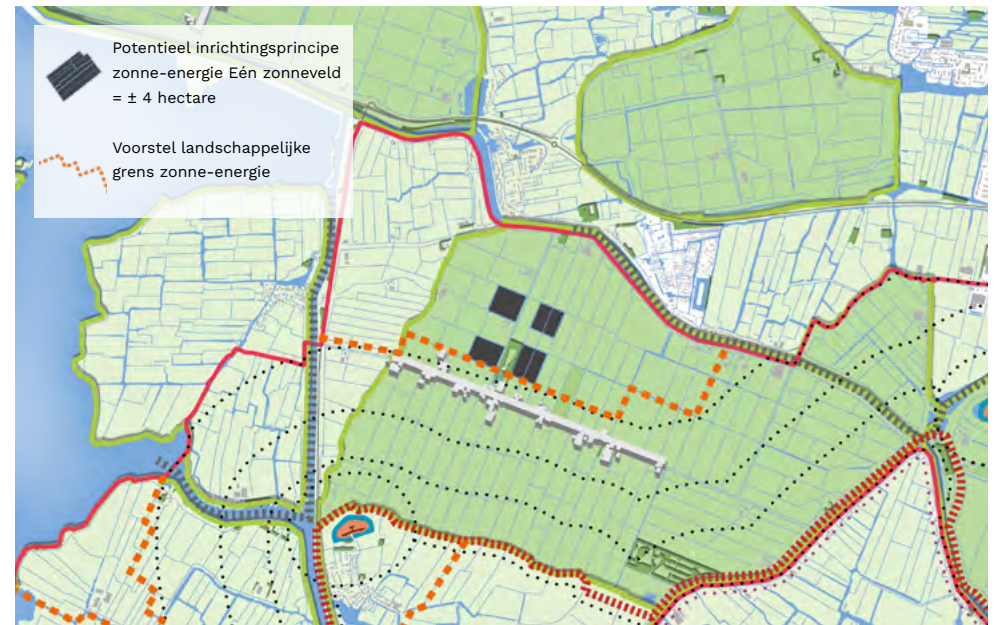 Potentieel inrichtingsprincipe
zonne-energie Eén zonneveld
= ± 4 hectare
Voorstel landschappelijke
grens zonne-energie